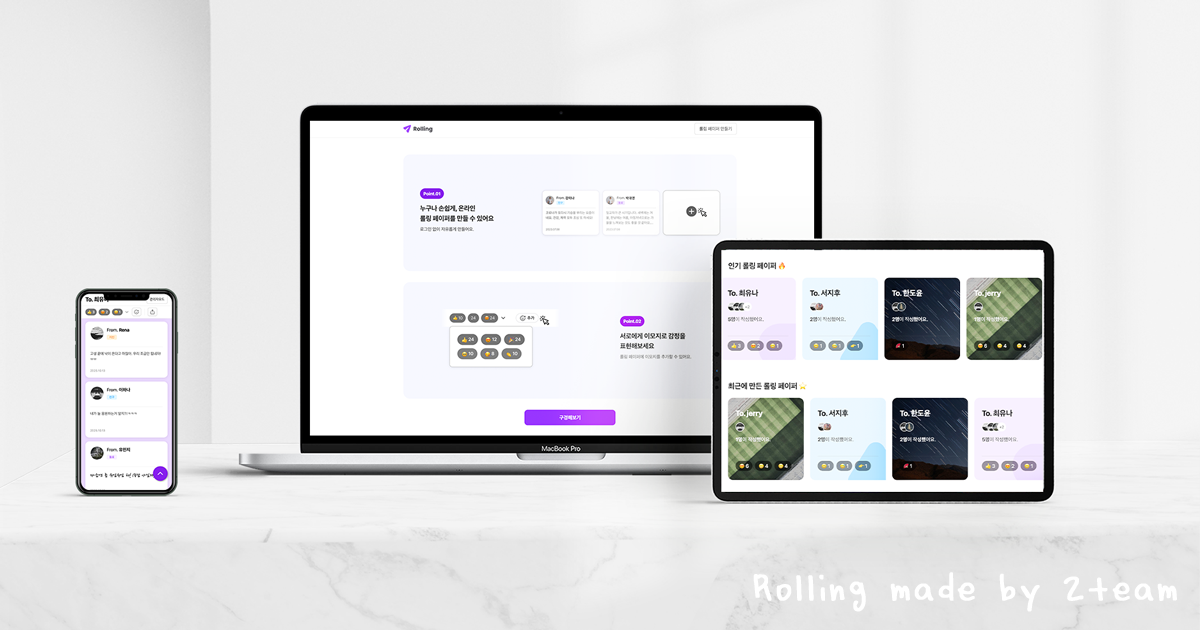 Rolling
롤링 페이퍼 만들기
Point.01
누구나 손쉽게, 온라인
롤링 페이퍼를 만들 수 있어요
로그인 없이 자유롭게 만들어요.
From.
From.
24
24
추가
24
12
24
10
8
10
Point.02
서로에게 이모지로 감정을
표현해보세요
롤링 페이퍼에 이모지를 추가할 수 있어요.
구경해보기
MacBook Pro
To. 최유나
From. Rona
From. 이미나
From.
인기 롤링 페이퍼 🔥
To. 최유나
5명이 작성했어요.
3
2
1
To. 서지후
2명이 작성했어요.
1
1
1
To. 한도윤
2명이 작성했어요.
1
To. jerry
1명이 작성했어요.
6
4
4
최근에 만든 롤링 페이퍼 ⭐
To. jerry
1명이 작성했어요.
6
4
4
To. 서지후
2명이 작성했어요.
1
1
1
To. 한도윤
2명이 작성했어요.
1
To. 최유나
5명이 작성했어요.
3
2
1
Rolling made by 2team